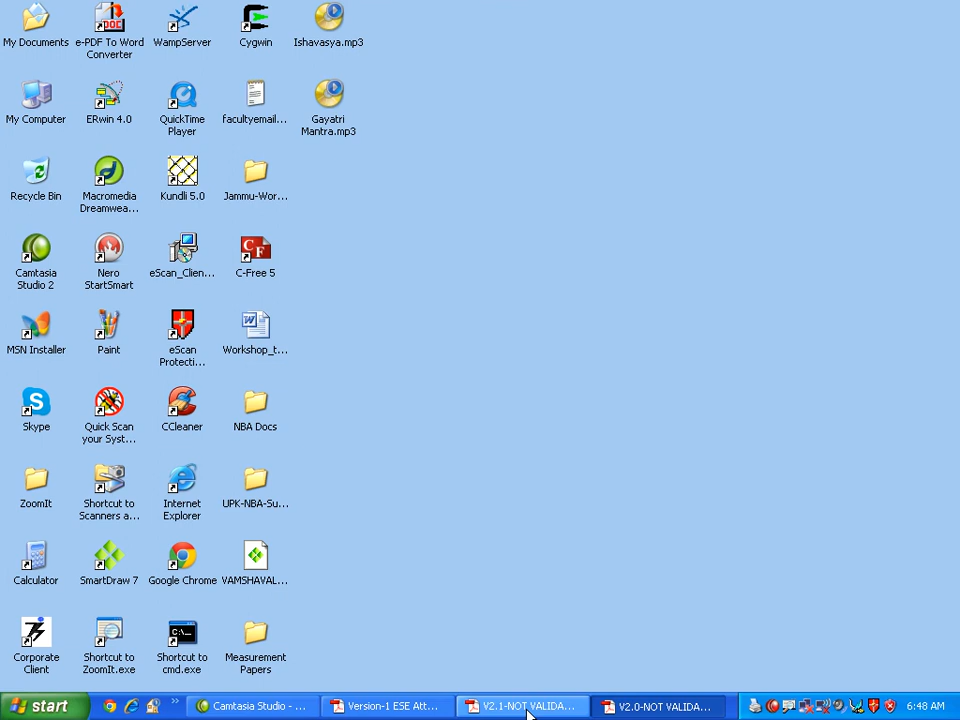 My Documents
e-PDF To Word
Converter
WampServer
Cygwin
Ishavasya.mp3
My Computer
ERwin 4.0
QuickTime
Player
facultyemail...
Gayatri
Mantra.mp3
Recycle Bin
Macromedia
Dreamwea...
Kundli 5.0
Jammu-Wor...
Camtasia
Studio 2
Nero
StartSmart
eScan_Clien...
C-Free 5
MSN Installer
Paint
eScan
Protecti...
Workshop_t...
Skype
Quick Scan
your Syst...
CCleaner
NBA Docs
ZoomIt
Shortcut to
Scanners a...
Internet
Explorer
UPK-NBA-Su...
Calculator
SmartDraw 7
Google Chrome
VAMSHAVAL...
Corporate
Client
Shortcut to
ZoomIt.exe
Shortcut to
cmd.exe
Measurement
Papers
start
Camtasia Studio - ...
Version-1 ESE Att...
V2.1-NOT VALIDA...
V2.0-NOT VALIDA...
6:48 AM